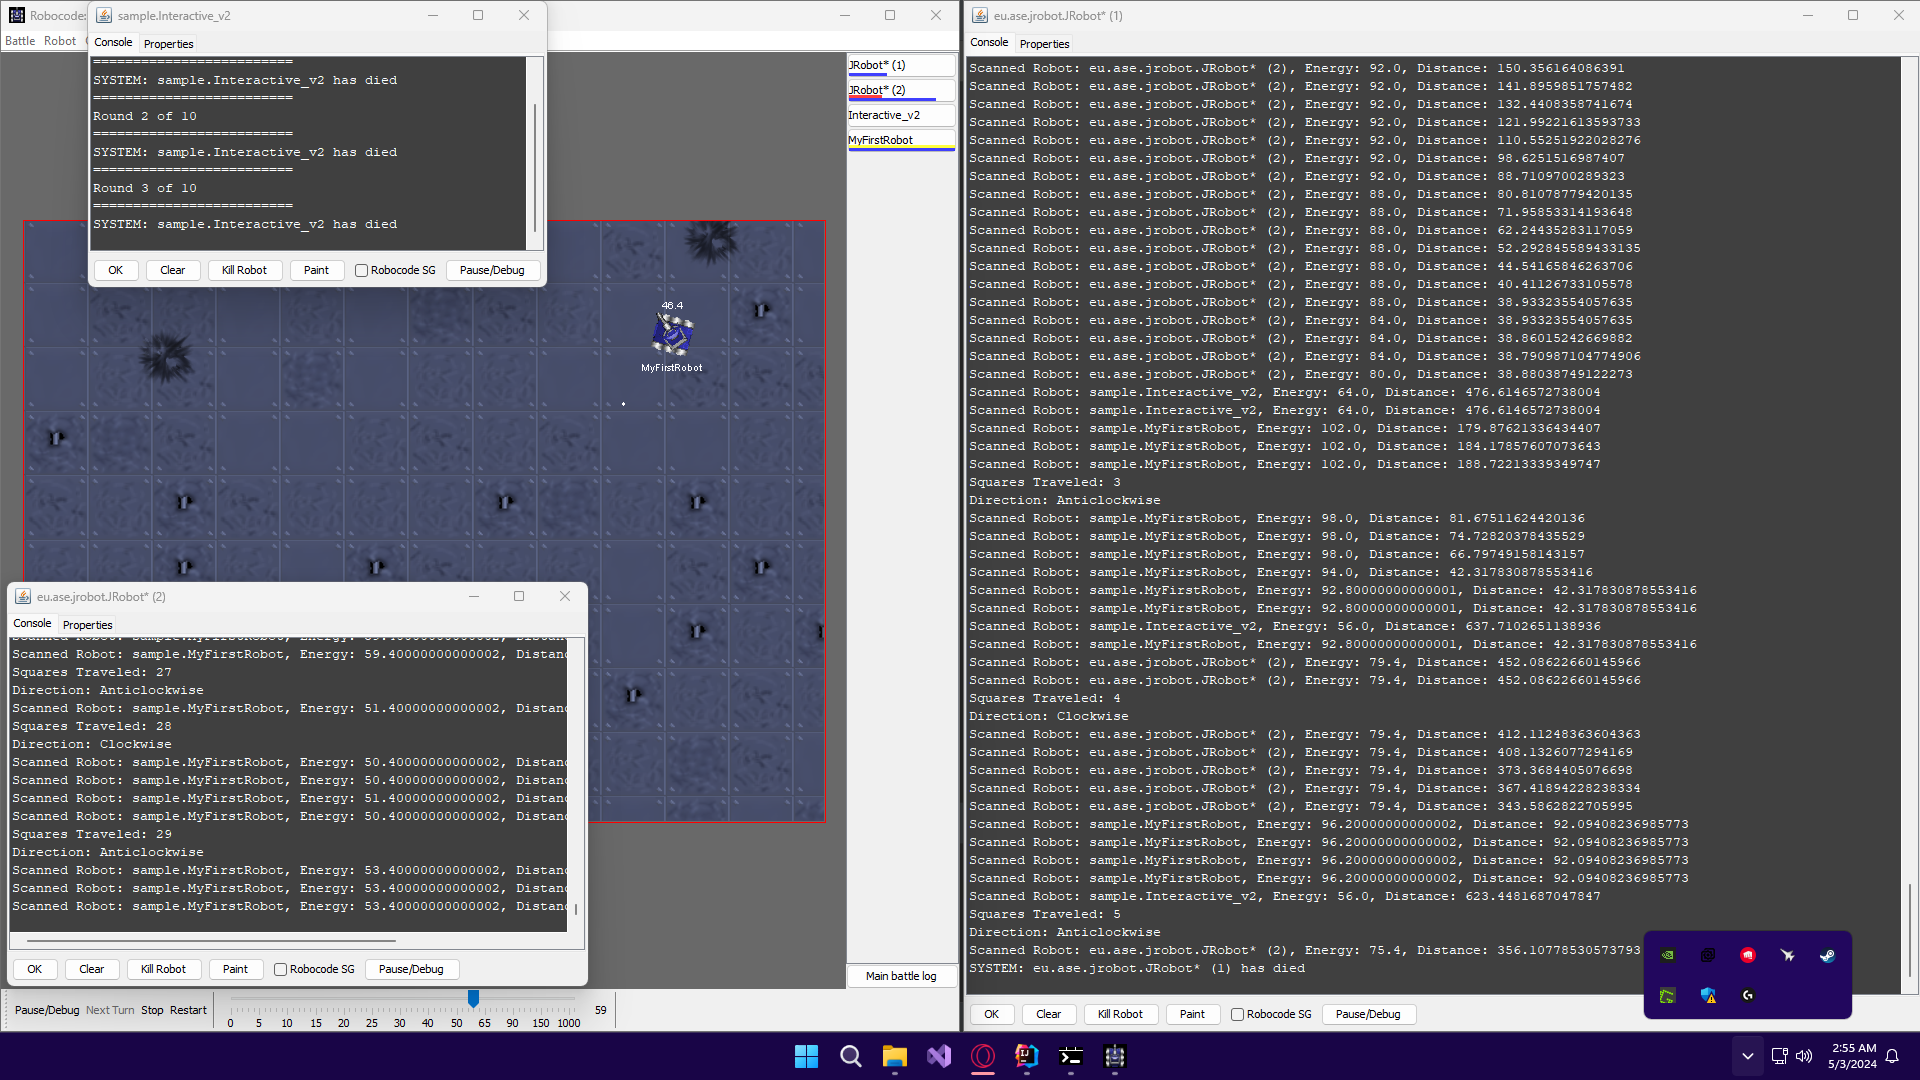 Robocode:
sample.Interactive_v2
Battle Robot
Console Properties
=========================
SYSTEM: sample.Interactive_v2 has died
=========================
Round 2 of 10
=========================
SYSTEM: sample.Interactive_v2 has died
=========================
Round 3 of 10
=========================
SYSTEM: sample.Interactive_v2 has died
OK Clear Kill Robot Paint Robocode SG Pause/Debug
JRobot* (1)
JRobot* (2)
Interactive_v2
MyFirstRobot
46.4
MyFirstRobot
eu.ase.jrobot.JRobot* (2)
Console Properties
Scanned Robot: sample.MyFirstRobot, Energy: 59.40000000000002, Distanc
Scanned Robot: sample.MyFirstRobot, Energy: 59.40000000000002, Distanc
Squares Traveled: 27
Direction: Anticlockwise
Scanned Robot: sample.MyFirstRobot, Energy: 51.40000000000002, Distanc
Squares Traveled: 28
Direction: Clockwise
Scanned Robot: sample.MyFirstRobot, Energy: 50.40000000000002, Distanc
Scanned Robot: sample.MyFirstRobot, Energy: 50.40000000000002, Distanc
Scanned Robot: sample.MyFirstRobot, Energy: 51.40000000000002, Distanc
Scanned Robot: sample.MyFirstRobot, Energy: 50.40000000000002, Distanc
Squares Traveled: 29
Direction: Anticlockwise
Scanned Robot: sample.MyFirstRobot, Energy: 53.40000000000002, Distanc
Scanned Robot: sample.MyFirstRobot, Energy: 53.40000000000002, Distanc
Scanned Robot: sample.MyFirstRobot, Energy: 53.40000000000002, Distanc
OK Clear Kill Robot Paint Robocode SG Pause/Debug
Main battle log
Pause/Debug Next Turn Stop Restart
0 5 10 15 20 25 30 40 50 65 90 150 1000
59
eu.ase.jrobot.JRobot* (1)
Console Properties
Scanned Robot: eu.ase.jrobot.JRobot* (2), Energy: 92.0, Distance: 150.356164086391
Scanned Robot: eu.ase.jrobot.JRobot* (2), Energy: 92.0, Distance: 141.8959851757482
Scanned Robot: eu.ase.jrobot.JRobot* (2), Energy: 92.0, Distance: 132.4408358741674
Scanned Robot: eu.ase.jrobot.JRobot* (2), Energy: 92.0, Distance: 121.99221613593733
Scanned Robot: eu.ase.jrobot.JRobot* (2), Energy: 92.0, Distance: 110.55251922028276
Scanned Robot: eu.ase.jrobot.JRobot* (2), Energy: 92.0, Distance: 98.6251516987407
Scanned Robot: eu.ase.jrobot.JRobot* (2), Energy: 92.0, Distance: 88.7109700289323
Scanned Robot: eu.ase.jrobot.JRobot* (2), Energy: 88.0, Distance: 80.81078779420135
Scanned Robot: eu.ase.jrobot.JRobot* (2), Energy: 88.0, Distance: 71.95853314193648
Scanned Robot: eu.ase.jrobot.JRobot* (2), Energy: 88.0, Distance: 62.24435283117059
Scanned Robot: eu.ase.jrobot.JRobot* (2), Energy: 88.0, Distance: 52.292845589433135
Scanned Robot: eu.ase.jrobot.JRobot* (2), Energy: 88.0, Distance: 44.54165846263706
Scanned Robot: eu.ase.jrobot.JRobot* (2), Energy: 88.0, Distance: 40.41126733105578
Scanned Robot: eu.ase.jrobot.JRobot* (2), Energy: 88.0, Distance: 38.93323554057635
Scanned Robot: eu.ase.jrobot.JRobot* (2), Energy: 84.0, Distance: 38.93323554057635
Scanned Robot: eu.ase.jrobot.JRobot* (2), Energy: 84.0, Distance: 38.86015242669882
Scanned Robot: eu.ase.jrobot.JRobot* (2), Energy: 84.0, Distance: 38.790987104774906
Scanned Robot: eu.ase.jrobot.JRobot* (2), Energy: 80.0, Distance: 38.88038749122273
Scanned Robot: sample.Interactive_v2, Energy: 64.0, Distance: 476.6146572738004
Scanned Robot: sample.Interactive_v2, Energy: 64.0, Distance: 476.6146572738004
Scanned Robot: sample.MyFirstRobot, Energy: 102.0, Distance: 179.87621336434407
Scanned Robot: sample.MyFirstRobot, Energy: 102.0, Distance: 184.17857607073643
Scanned Robot: sample.MyFirstRobot, Energy: 102.0, Distance: 188.72213339349747
Squares Traveled: 3
Direction: Anticlockwise
Scanned Robot: sample.MyFirstRobot, Energy: 98.0, Distance: 81.67511624420136
Scanned Robot: sample.MyFirstRobot, Energy: 98.0, Distance: 74.72820378435529
Scanned Robot: sample.MyFirstRobot, Energy: 98.0, Distance: 66.79749158143157
Scanned Robot: sample.MyFirstRobot, Energy: 94.0, Distance: 42.317830878553416
Scanned Robot: sample.MyFirstRobot, Energy: 92.80000000000001, Distance: 42.317830878553416
Scanned Robot: sample.MyFirstRobot, Energy: 92.80000000000001, Distance: 42.317830878553416
Scanned Robot: sample.Interactive_v2, Energy: 56.0, Distance: 637.7102651138936
Scanned Robot: sample.MyFirstRobot, Energy: 92.80000000000001, Distance: 42.317830878553416
Scanned Robot: eu.ase.jrobot.JRobot* (2), Energy: 79.4, Distance: 452.08622660145966
Scanned Robot: eu.ase.jrobot.JRobot* (2), Energy: 79.4, Distance: 452.08622660145966
Squares Traveled: 4
Direction: Clockwise
Scanned Robot: eu.ase.jrobot.JRobot* (2), Energy: 79.4, Distance: 412.11248363604363
Scanned Robot: eu.ase.jrobot.JRobot* (2), Energy: 79.4, Distance: 408.1326077294169
Scanned Robot: eu.ase.jrobot.JRobot* (2), Energy: 79.4, Distance: 373.3684405076698
Scanned Robot: eu.ase.jrobot.JRobot* (2), Energy: 79.4, Distance: 367.41894228238334
Scanned Robot: eu.ase.jrobot.JRobot* (2), Energy: 79.4, Distance: 343.5862822705995
Scanned Robot: sample.MyFirstRobot, Energy: 96.20000000000002, Distance: 92.09408236985773
Scanned Robot: sample.MyFirstRobot, Energy: 96.20000000000002, Distance: 92.09408236985773
Scanned Robot: sample.MyFirstRobot, Energy: 96.20000000000002, Distance: 92.09408236985773
Scanned Robot: sample.MyFirstRobot, Energy: 96.20000000000002, Distance: 92.09408236985773
Scanned Robot: sample.Interactive_v2, Energy: 56.0, Distance: 623.4481687047847
Squares Traveled: 5
Direction: Anticlockwise
Scanned Robot: eu.ase.jrobot.JRobot* (2), Energy: 75.4, Distance: 356.10778530573793
SYSTEM: eu.ase.jrobot.JRobot* (1) has died
OK Clear Kill Robot Paint Robocode SG Pause/Debug
2:55 AM
5/3/2024